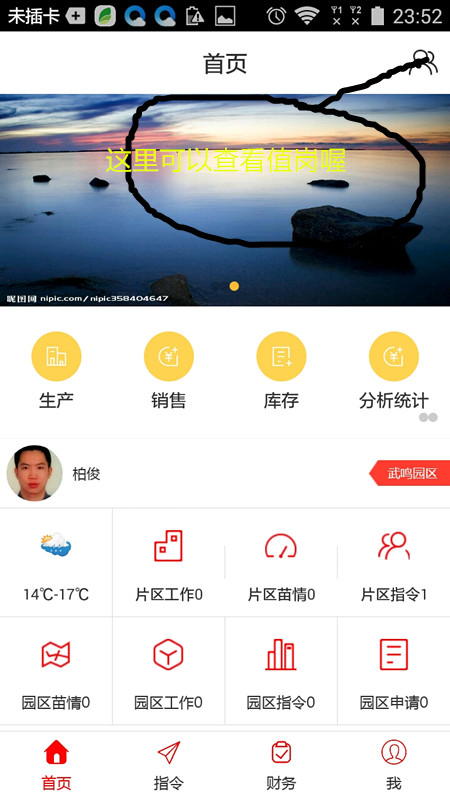 未插卡 23:52
首页
这里可以查看值岗喔
昵图网 nipic.com/nipic358404647
生产 销售 库存 分析统计
柏俊 武鸣园区
14℃-17℃ 片区工作0 片区苗情0 片区指令1
园区苗情0 园区工作0 园区指令0 园区申请0
首页 指令 财务 我